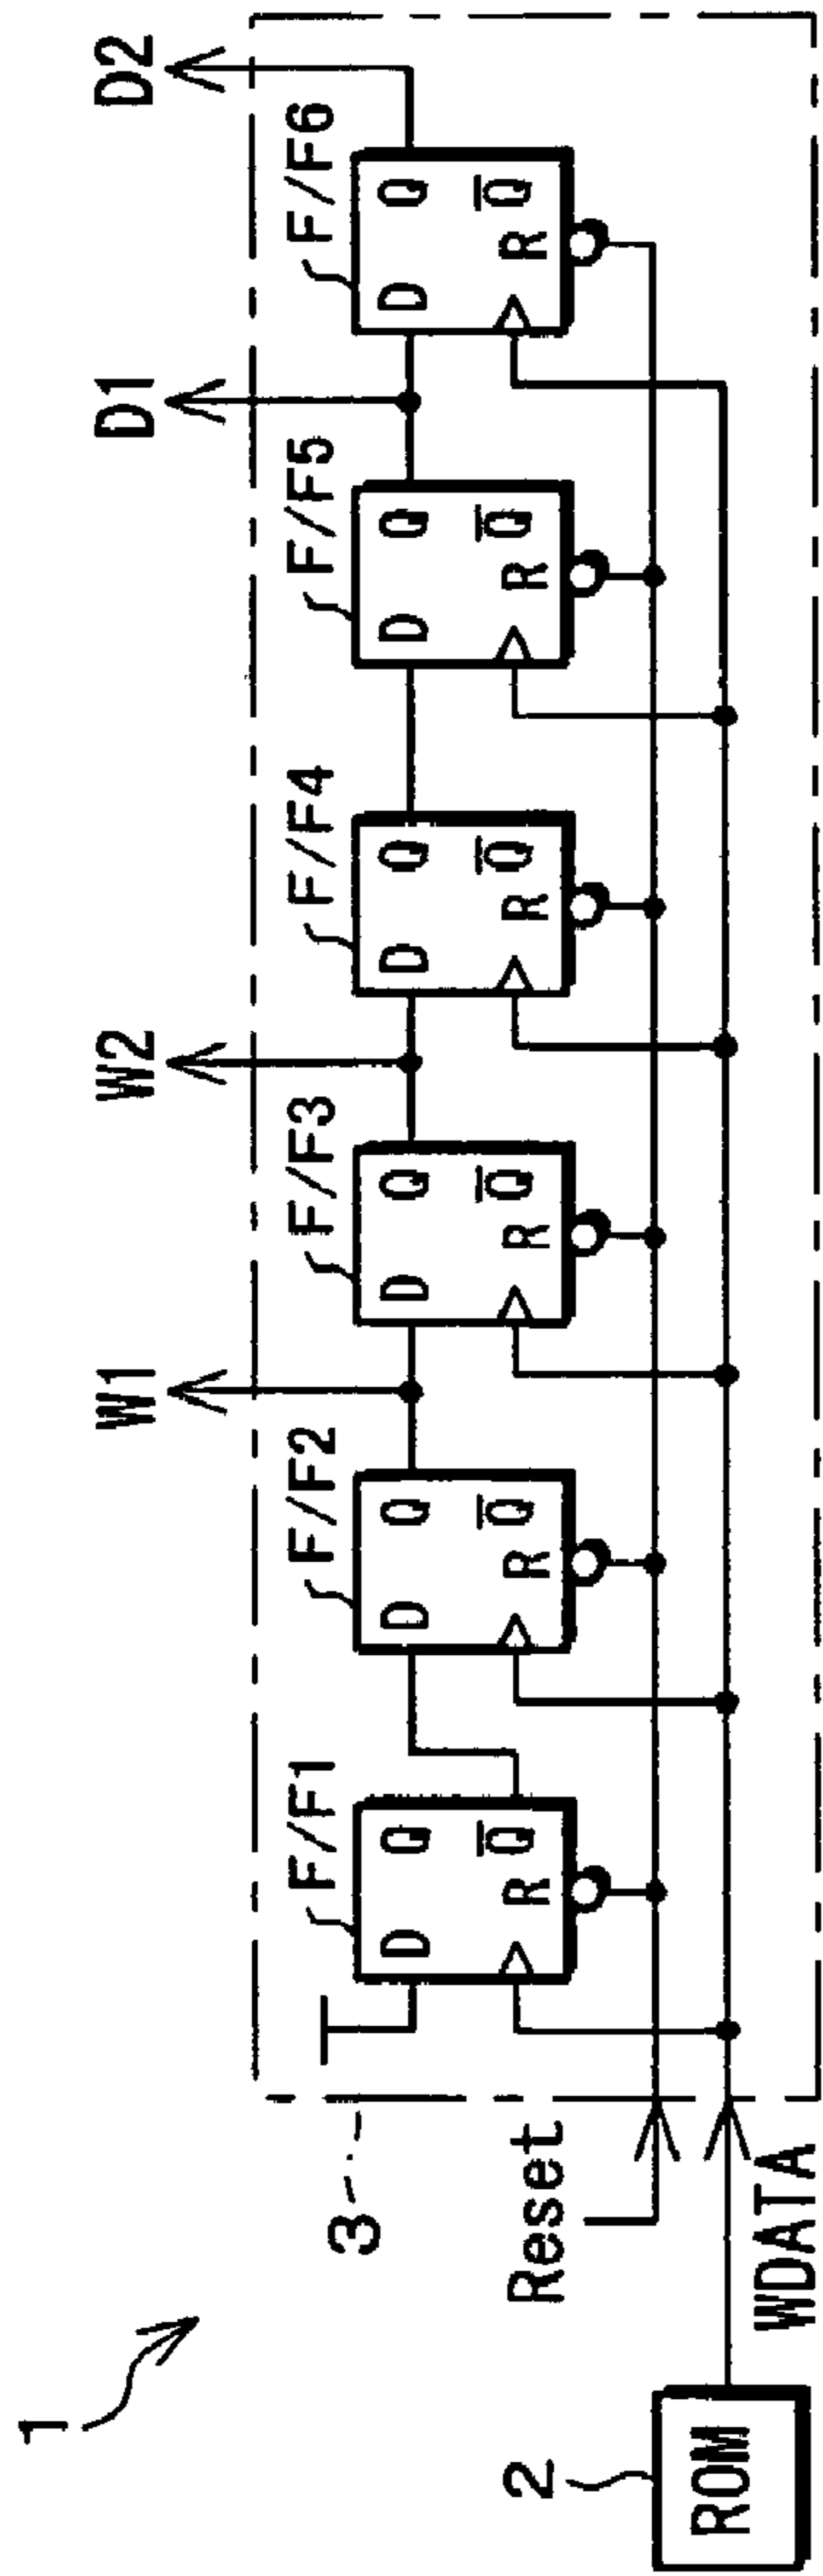 1
2
ROM
WDATA
Reset
3
W1
W2
D1
D2
F/F1
D
Q
Q̅
R
F/F2
D
Q
Q̅
R
F/F3
D
Q
Q̅
R
F/F4
D
Q
Q̅
R
F/F5
D
Q
Q̅
R
F/F6
D
Q
Q̅
R